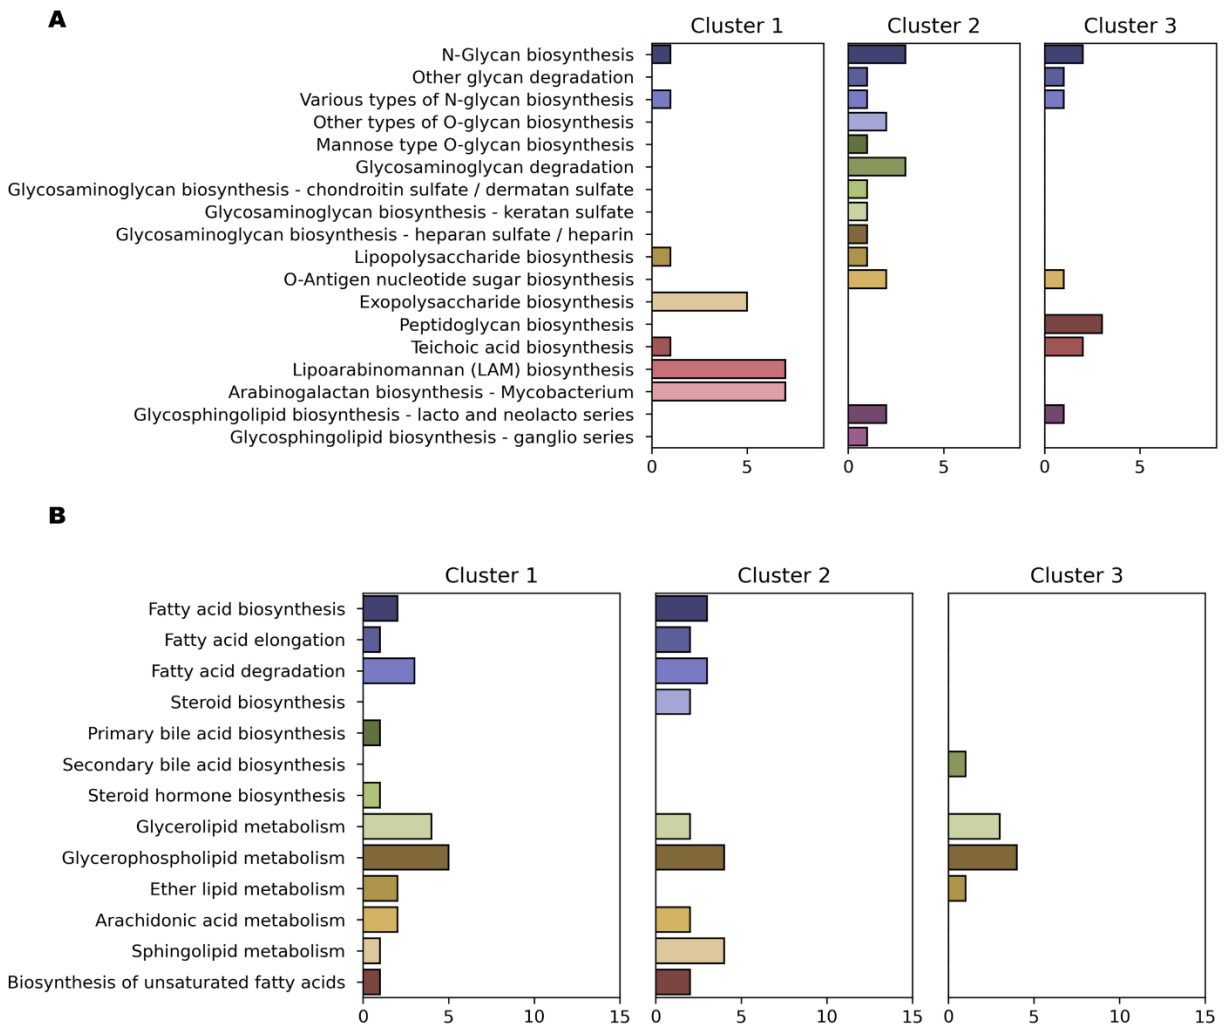 A
Cluster 1 Cluster 2 Cluster 3
N-Glycan biosynthesis
Other glycan degradation
Various types of N-glycan biosynthesis
Other types of O-glycan biosynthesis
Mannose type O-glycan biosynthesis
Glycosaminoglycan degradation
Glycosaminoglycan biosynthesis - chondroitin sulfate / dermatan sulfate
Glycosaminoglycan biosynthesis - keratan sulfate
Glycosaminoglycan biosynthesis - heparan sulfate / heparin
Lipopolysaccharide biosynthesis
O-Antigen nucleotide sugar biosynthesis
Exopolysaccharide biosynthesis
Peptidoglycan biosynthesis
Teichoic acid biosynthesis
Lipoarabinomannan (LAM) biosynthesis
Arabinogalactan biosynthesis - Mycobacterium
Glycosphingolipid biosynthesis - lacto and neolacto series
Glycosphingolipid biosynthesis - ganglio series
0 5 0 5 0 5
B
Cluster 1 Cluster 2 Cluster 3
Fatty acid biosynthesis
Fatty acid elongation
Fatty acid degradation
Steroid biosynthesis
Primary bile acid biosynthesis
Secondary bile acid biosynthesis
Steroid hormone biosynthesis
Glycerolipid metabolism
Glycerophospholipid metabolism
Ether lipid metabolism
Arachidonic acid metabolism
Sphingolipid metabolism
Biosynthesis of unsaturated fatty acids
0 5 10 15 0 5 10 15 0 5 10 15